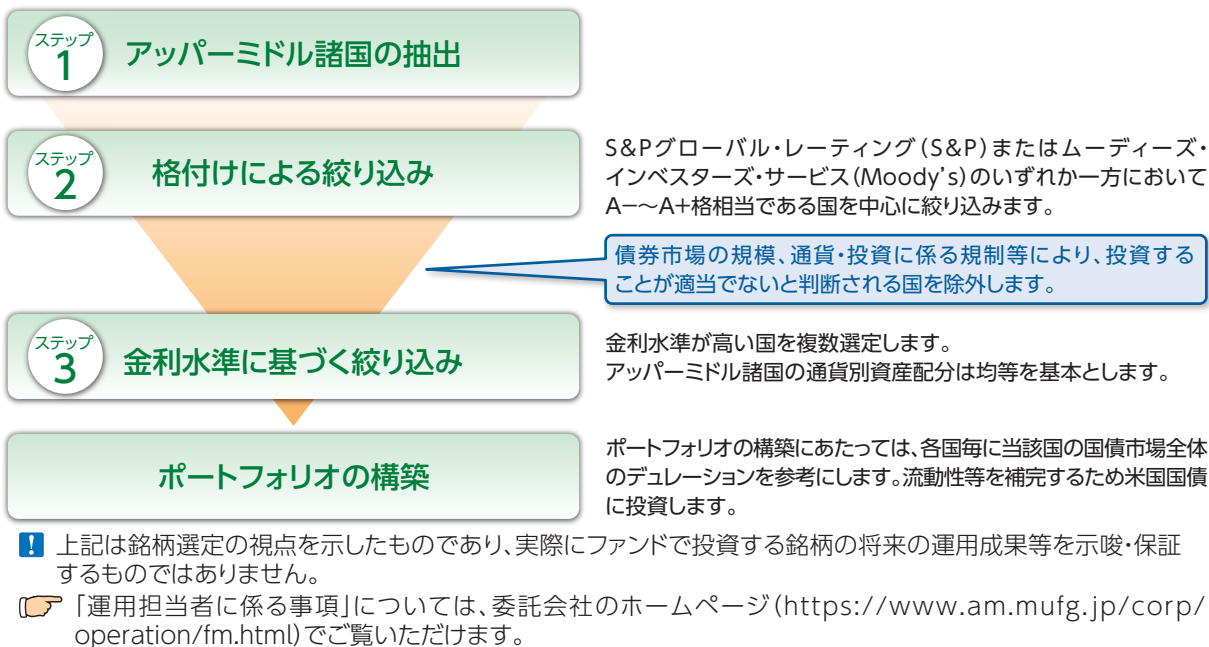 ステップ
1
アッパーミドル諸国の抽出
ステップ
2
格付けによる絞り込み
S&Pグローバル・レーティング（S&P）またはムーディーズ・
インベスターズ・サービス（Moody's）のいずれか一方において
A－～A＋格相当である国を中心に絞り込みます。
債券市場の規模、通貨・投資に係る規制等により、投資する
ことが適当でないと判断される国を除外します。
ステップ
3
金利水準に基づく絞り込み
金利水準が高い国を複数選定します。
アッパーミドル諸国の通貨別資産配分は均等を基本とします。
ポートフォリオの構築
ポートフォリオの構築にあたっては、各国毎に当該国の国債市場全体
のデュレーションを参考にします。流動性等を補完するため米国国債
に投資します。
! 上記は銘柄選定の視点を示したものであり、実際にファンドで投資する銘柄の将来の運用成果等を示唆・保証
するものではありません。
「運用担当者に係る事項」については、委託会社のホームページ（https://www.am.mufg.jp/corp/
operation/fm.html）でご覧いただけます。